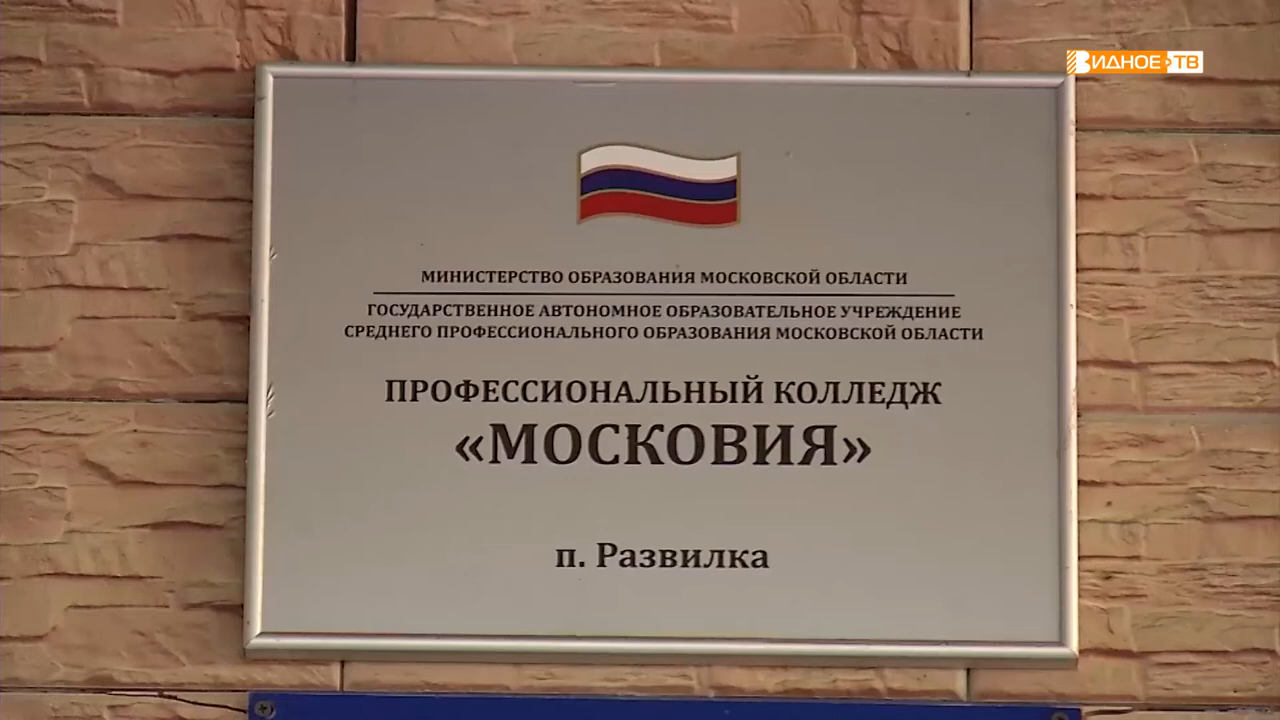 ВИДНОЕ ТВ
МИНИСТЕРСТВО ОБРАЗОВАНИЯ МОСКОВСКОЙ ОБЛАСТИ
ГОСУДАРСТВЕННОЕ АВТОНОМНОЕ ОБРАЗОВАТЕЛЬНОЕ УЧРЕЖДЕНИЕ
СРЕДНЕГО ПРОФЕССИОНАЛЬНОГО ОБРАЗОВАНИЯ МОСКОВСКОЙ ОБЛАСТИ
ПРОФЕССИОНАЛЬНЫЙ КОЛЛЕДЖ
«МОСКОВИЯ»
п. Развилка